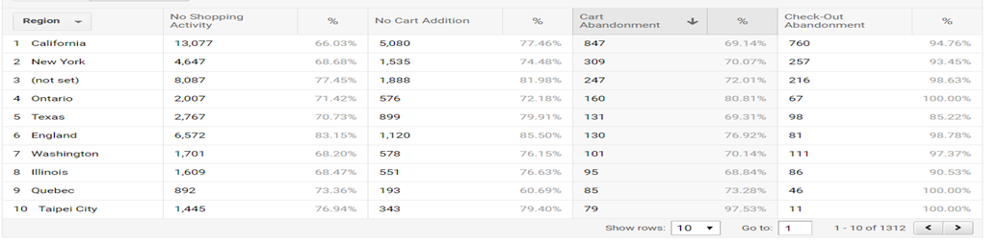 Region No Shopping Activity % No Cart Addition % Cart Abandonment % Check-Out Abandonment %
1 California 13,077 66.03% 5,080 77.46% 847 69.14% 760 94.76%
2 New York 4,647 68.68% 1,535 74.48% 309 70.07% 257 93.45%
3 (not set) 8,087 77.45% 1,888 81.98% 247 72.01% 216 98.63%
4 Ontario 2,007 71.42% 576 72.18% 160 80.81% 67 100.00%
5 Texas 2,767 70.73% 899 79.91% 131 69.31% 98 85.22%
6 England 6,572 83.15% 1,120 85.50% 130 76.92% 81 98.78%
7 Washington 1,701 68.20% 578 76.15% 101 70.14% 111 97.37%
8 Illinois 1,609 68.47% 551 76.63% 95 68.84% 86 90.53%
9 Quebec 892 73.36% 193 60.69% 85 73.28% 46 100.00%
10 Taipei City 1,445 76.94% 343 79.40% 79 97.53% 11 100.00%
Show rows: 10 Go to: 1 1 - 10 of 1312